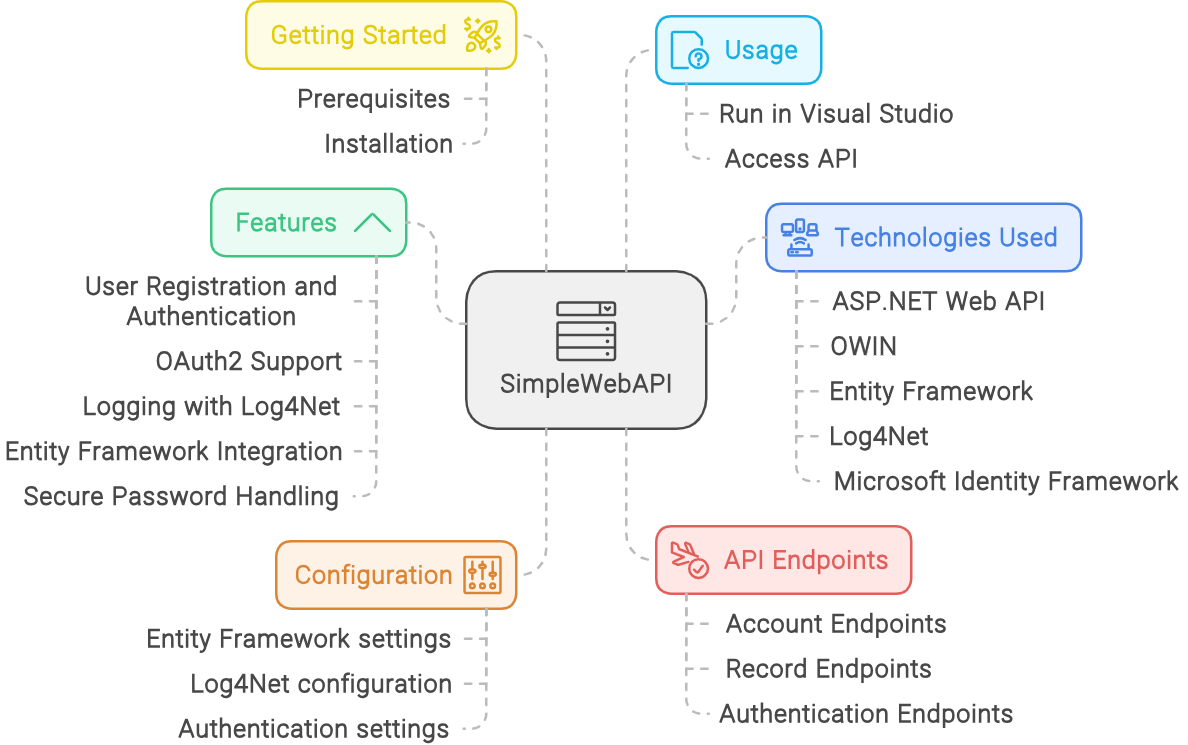 Getting Started
Prerequisites
Installation
Usage
Run in Visual Studio
Access API
Features
User Registration and
Authentication
OAuth2 Support
Logging with Log4Net
Entity Framework Integration
Secure Password Handling
SimpleWebAPI
Technologies Used
ASP.NET Web API
OWIN
Entity Framework
Log4Net
Microsoft Identity Framework
Configuration
Entity Framework settings
Log4Net configuration
Authentication settings
API Endpoints
Account Endpoints
Record Endpoints
Authentication Endpoints